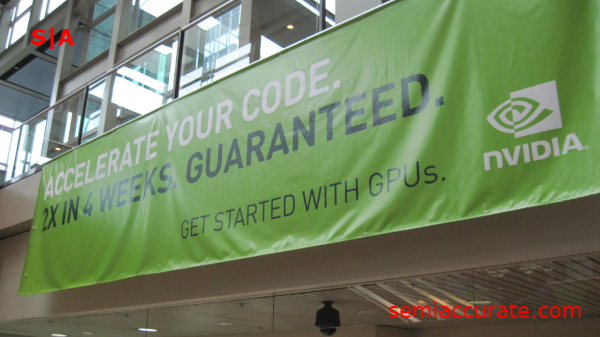 S|A
ACCELERATE YOUR CODE.
2X IN 4 WEEKS. GUARANTEED.
GET STARTED WITH GPUs.
NVIDIA
semiaccurate.com